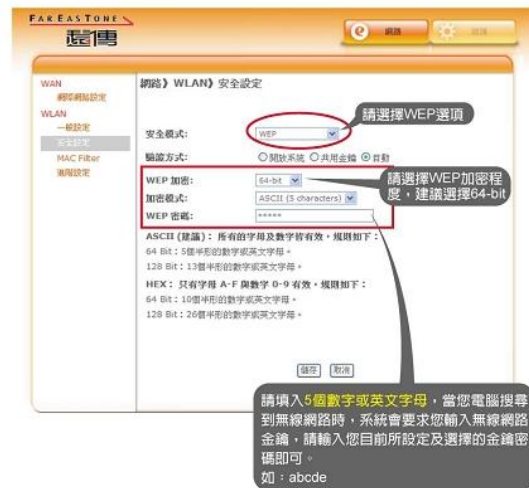 FAREASTONE
遠傳
網路
WAN
網際網路設定
WLAN
一般設定
安全設定
MAC Filter
進階設定
網路》WLAN》安全設定
請選擇WEP選項
安全模式: WEP
驗證方式: 開放系統 共用金鑰 自動
WEP 加密: 64-bit
請選擇WEP加密程
度，建議選擇64-bit
加密模式: ASCII (5 characters)
WEP 密碼: *****
ASCII (建議)：所有的字母及數字皆有效，規則如下：
64 Bit：5個半形的數字或英文字母。
128 Bit：13個半形的數字或英文字母。
HEX：只有字母 A-F 與數字 0-9 有效，規則如下：
64 Bit：10個半形的數字或英文字母。
128 Bit：26個半形的數字或英文字母。
儲存 取消
請填入5個數字或英文字母，當您電腦搜尋
到無線網路時，系統會要求您輸入無線網路
金鑰，請輸入您目前所設定及選擇的金鑰密
碼即可。
如：abcde